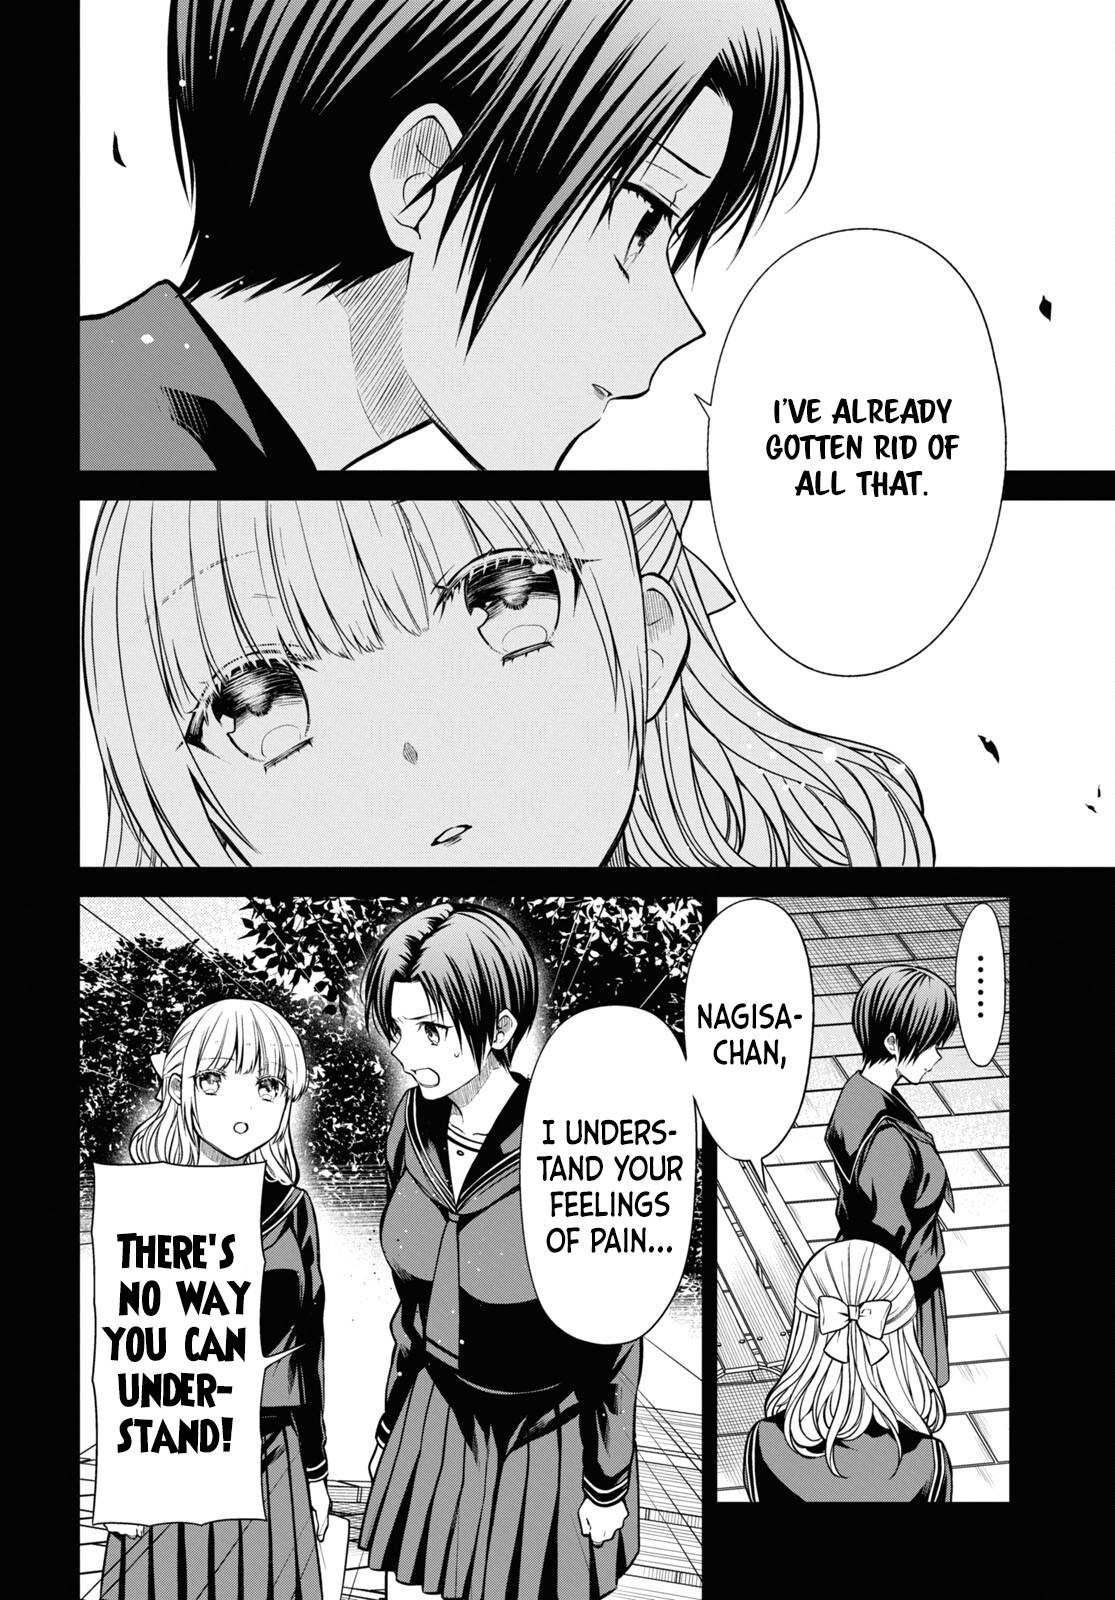 I'VE ALREADY
GOTTEN RID OF
ALL THAT.
......
NAGISA-
CHAN,
I UNDERS-
TAND YOUR
FEELINGS
OF PAIN...
THERE'S
NO WAY
YOU CAN
UNDER-
STAND!